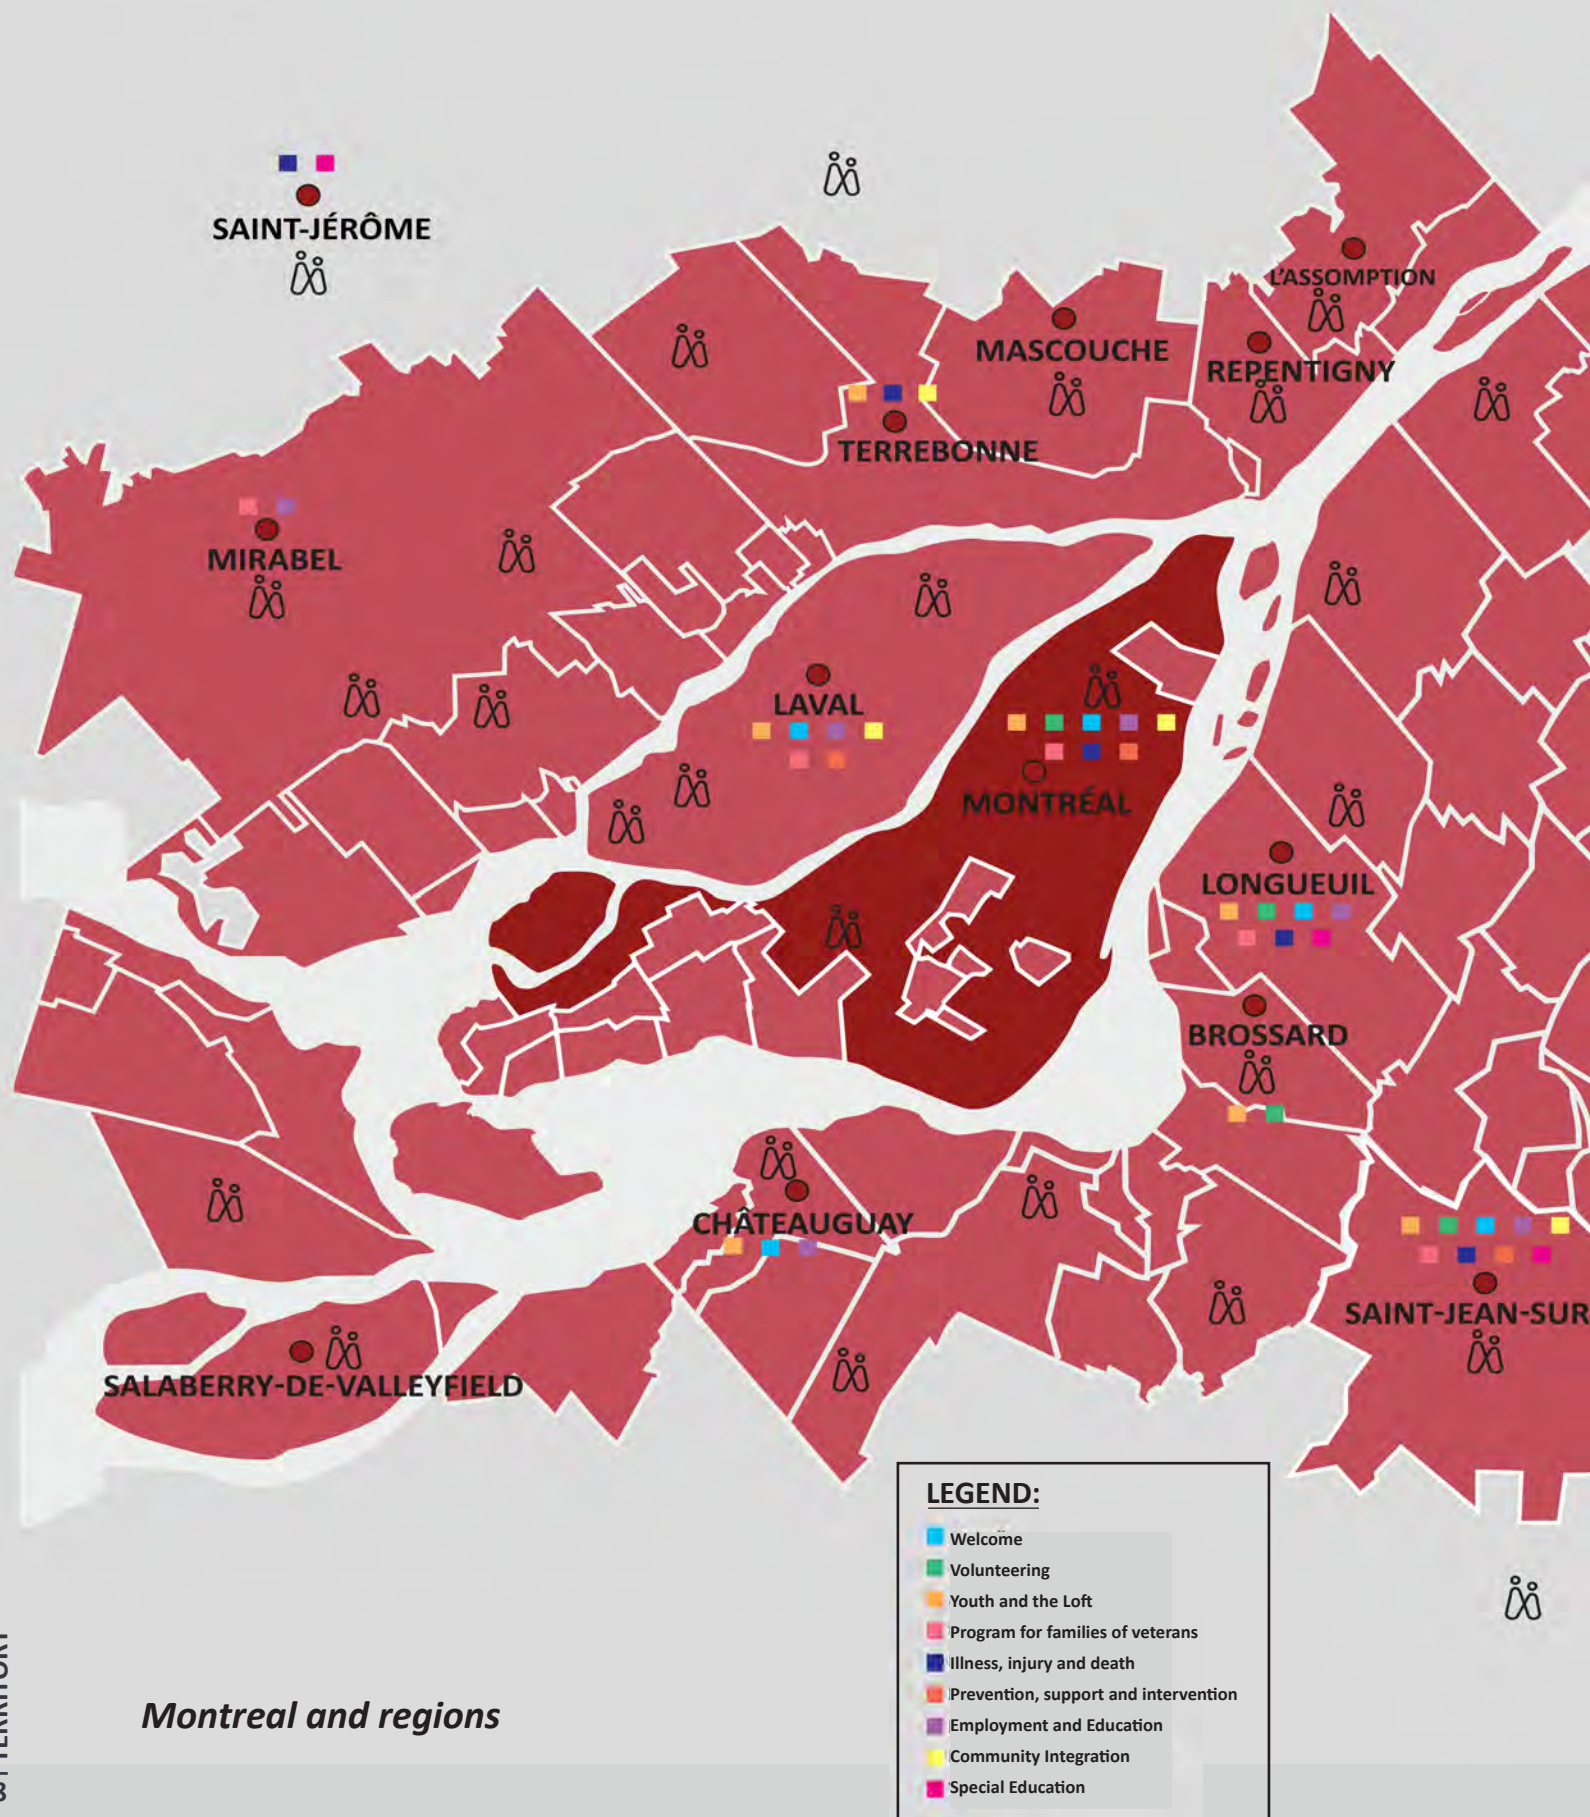 SAINT-JÉRÔME
L'ASSOMPTION
MASCOUCHE
REPENTIGNY
TERREBONNE
MIRABEL
LAVAL
MONTRÉAL
LONGUEUIL
BROSSARD
CHÂTEAUGUAY
SAINT-JEAN-SUR
SALABERRY-DE-VALLEYFIELD
LEGEND:
Welcome
Volunteering
Youth and the Loft
Program for families of veterans
Illness, injury and death
Prevention, support and intervention
Employment and Education
Community Integration
Special Education
Montreal and regions
8 | TERRITORY